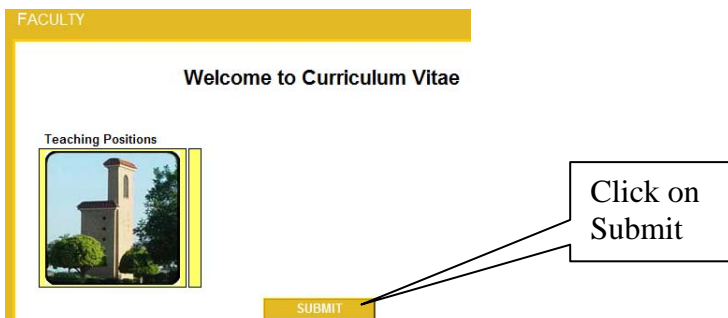 FACULTY
Welcome to Curriculum Vitae
Teaching Positions
Click on
Submit
SUBMIT